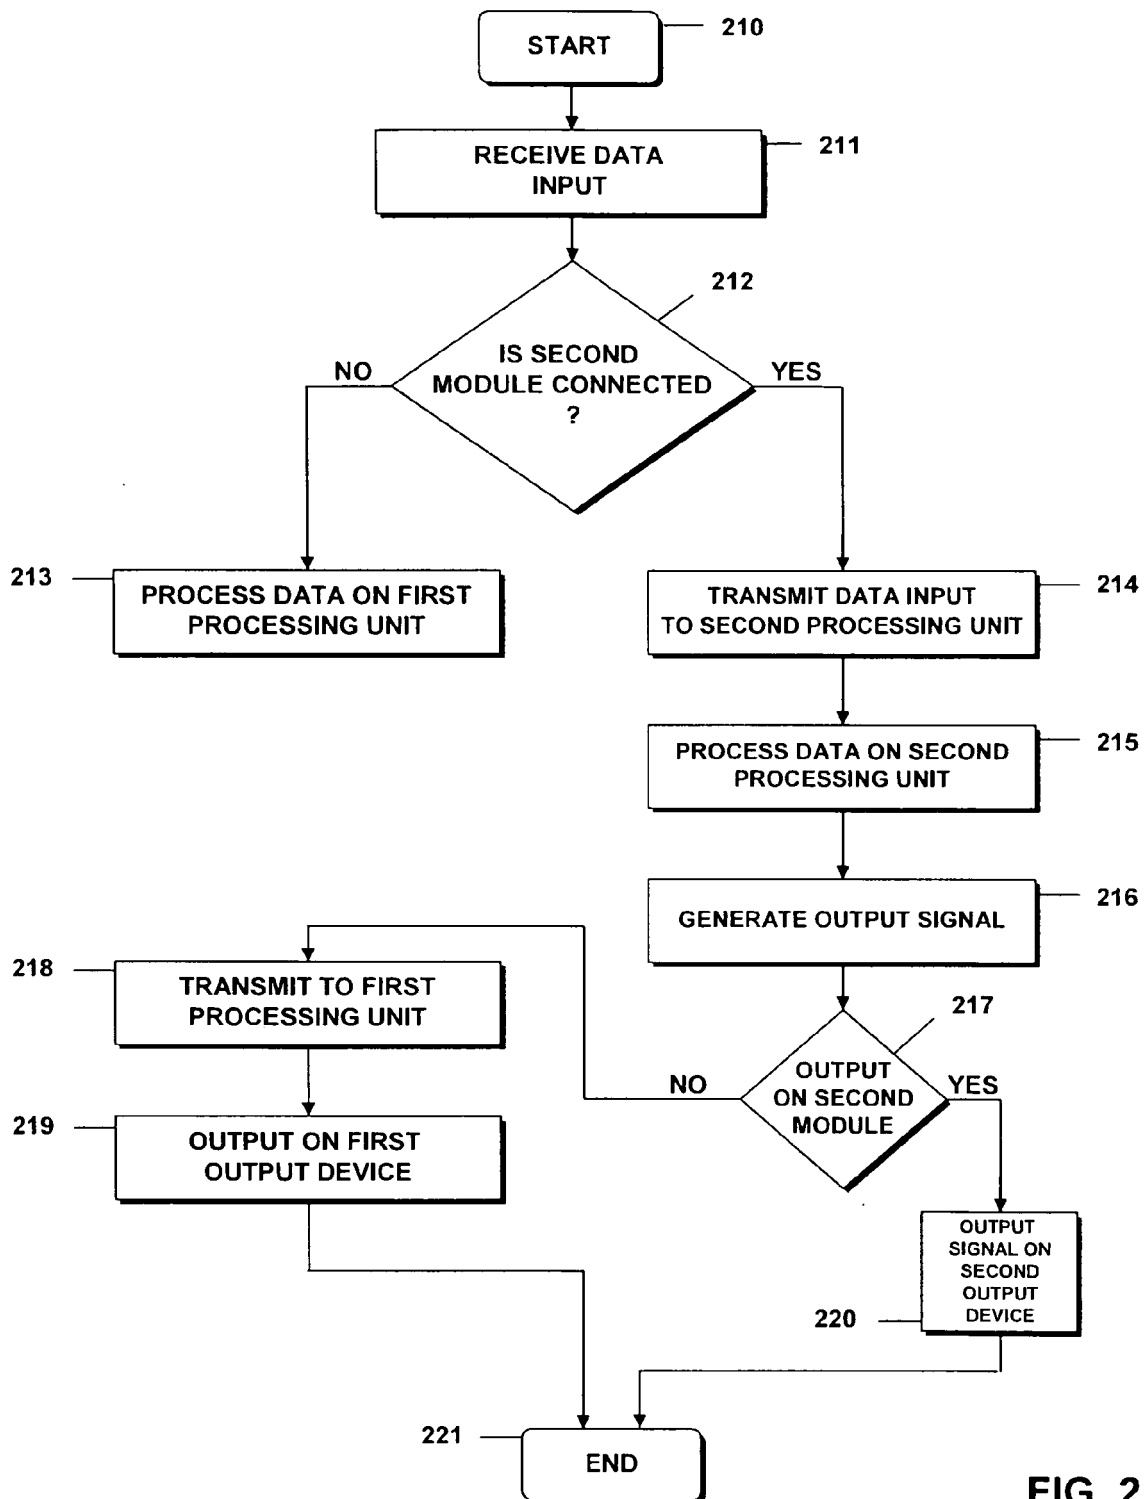 START
210
RECEIVE DATA
INPUT
211
212
IS SECOND
MODULE CONNECTED
?
NO
YES
213
PROCESS DATA ON FIRST
PROCESSING UNIT
TRANSMIT DATA INPUT
TO SECOND PROCESSING UNIT
214
PROCESS DATA ON SECOND
PROCESSING UNIT
215
GENERATE OUTPUT SIGNAL
216
218
TRANSMIT TO FIRST
PROCESSING UNIT
217
OUTPUT
ON SECOND
MODULE
NO
YES
219
OUTPUT ON FIRST
OUTPUT DEVICE
OUTPUT
SIGNAL ON
SECOND
OUTPUT
DEVICE
220
221
END
FIG. 2